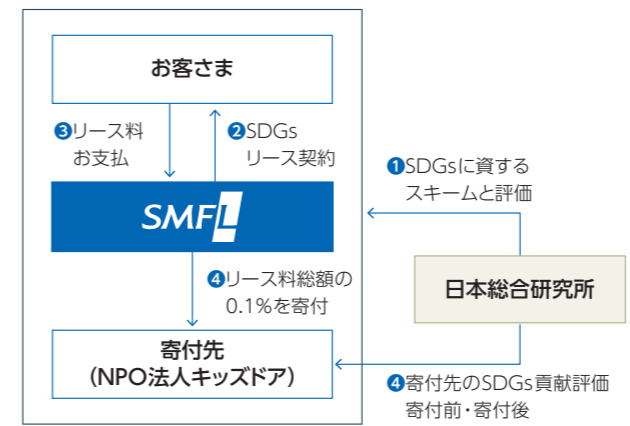 お客さま
❸リース料
お支払
❷SDGs
リース契約
❶SDGsに資する
スキームと評価
SMFL
❹リース料総額の
0.1%を寄付
日本総合研究所
寄付先
（NPO法人キッズドア）
❹寄付先のSDGs貢献評価
寄付前・寄付後